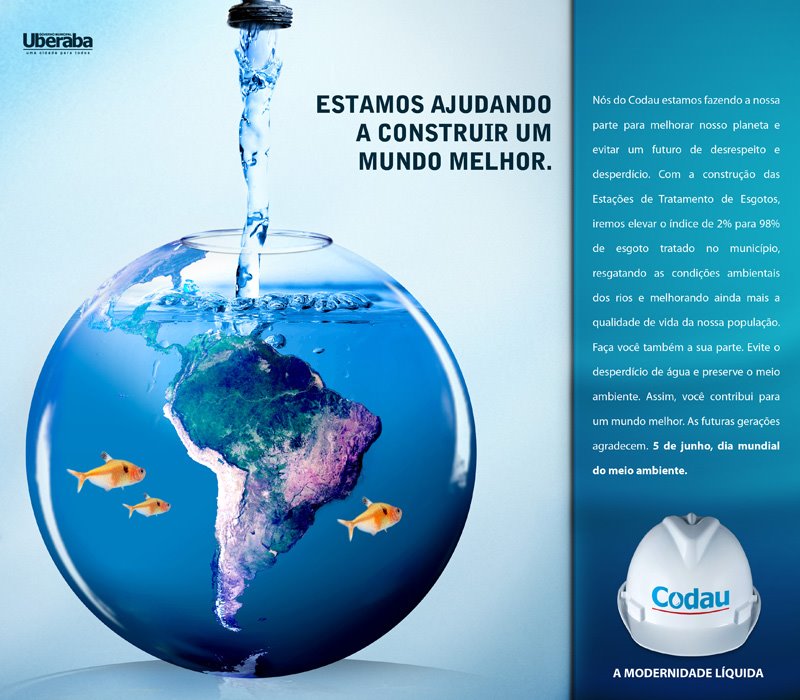 GOVERNO MUNICIPAL
Uberaba
uma cidade para todos
ESTAMOS AJUDANDO
A CONSTRUIR UM
MUNDO MELHOR.
Nós do Codau estamos fazendo a nossa
parte para melhorar nosso planeta e
evitar um futuro de desrespeito e
desperdício. Com a construção das
Estações de Tratamento de Esgotos,
iremos elevar o índice de 2% para 98%
de esgoto tratado no município,
resgatando as condições ambientais
dos rios e melhorando ainda mais a
qualidade de vida da nossa população.
Faça você também a sua parte. Evite o
desperdício de água e preserve o meio
ambiente. Assim, você contribui para
um mundo melhor. As futuras gerações
agradecem. 5 de junho, dia mundial
do meio ambiente.
Codau
A MODERNIDADE LÍQUIDA